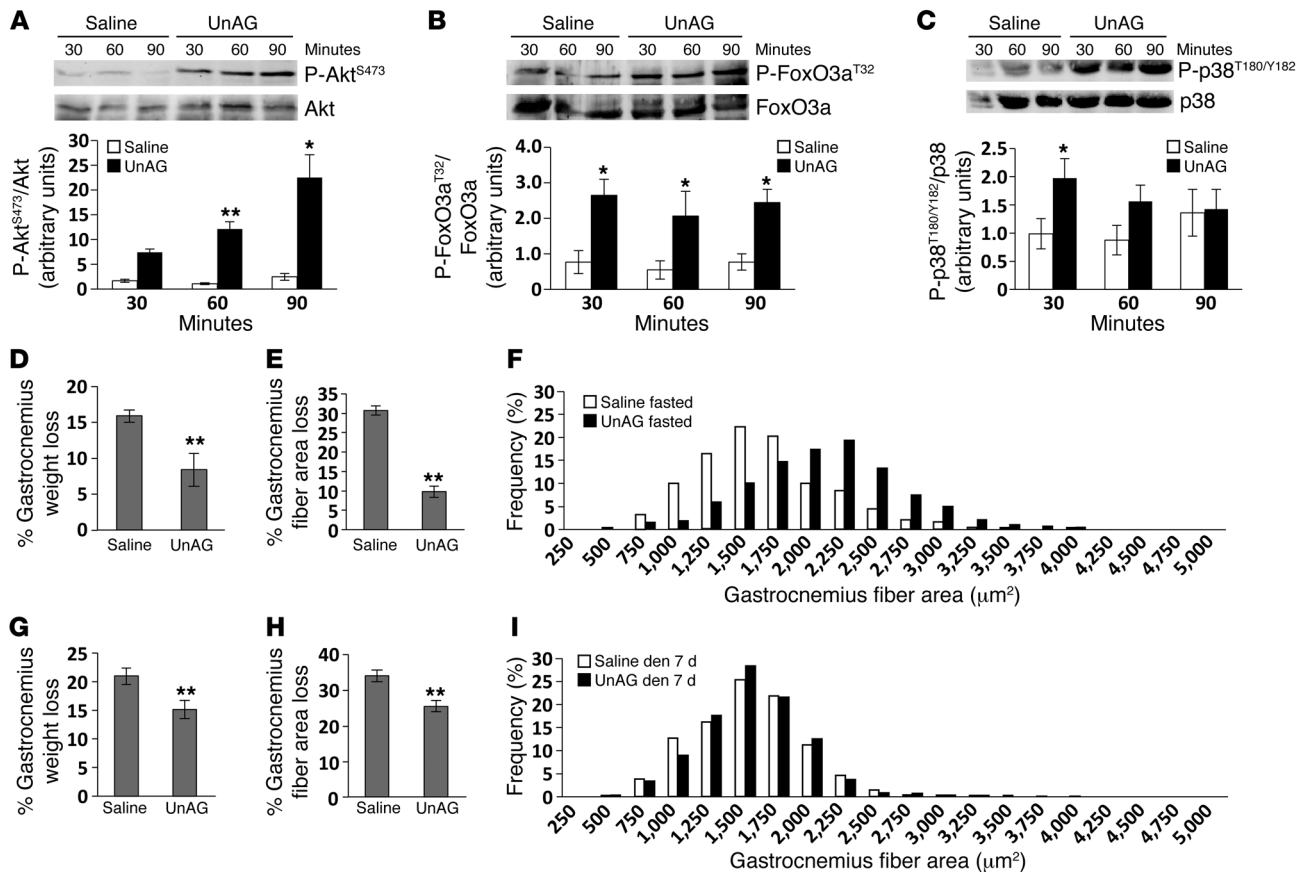 A
Saline UnAG
30 60 90 30 60 90 Minutes
P-AktS473
Akt
P-AktS473/Akt
(arbitrary units)
30
25
20
15
10
5
0
Saline
UnAG
**
*
30 60 90
Minutes
B
Saline UnAG
30 60 90 30 60 90 Minutes
P-FoxO3aT32
FoxO3a
P-FoxO3aT32/
FoxO3a
(arbitrary units)
4.0
3.0
2.0
1.0
0
Saline
UnAG
* * *
30 60 90
Minutes
C
Saline UnAG
30 60 90 30 60 90 Minutes
P-p38T180/Y182
p38
P-p38T180/Y182/p38
(arbitrary units)
2.5
2.0
1.5
1.0
0.5
0
Saline
UnAG
*
30 60 90
Minutes
D
% Gastrocnemius
weight loss
20
15
10
5
0
**
Saline UnAG
E
% Gastrocnemius
fiber area loss
35
30
25
20
15
10
5
0
**
Saline UnAG
F
Frequency (%)
30
25
20
15
10
5
0
Saline fasted
UnAG fasted
250 500 750 1,000 1,250 1,500 1,750 2,000 2,250 2,500 2,750 3,000 3,250 3,500 3,750 4,000 4,250 4,500 4,750 5,000
Gastrocnemius fiber area (μm2)
G
% Gastrocnemius
weight loss
25
20
15
10
5
0
**
Saline UnAG
H
% Gastrocnemius
fiber area loss
40
30
20
10
0
**
Saline UnAG
I
Frequency (%)
30
25
20
15
10
5
0
Saline den 7 d
UnAG den 7 d
250 500 750 1,000 1,250 1,500 1,750 2,000 2,250 2,500 2,750 3,000 3,250 3,500 3,750 4,000 4,250 4,500 4,750 5,000
Gastrocnemius fiber area (μm2)